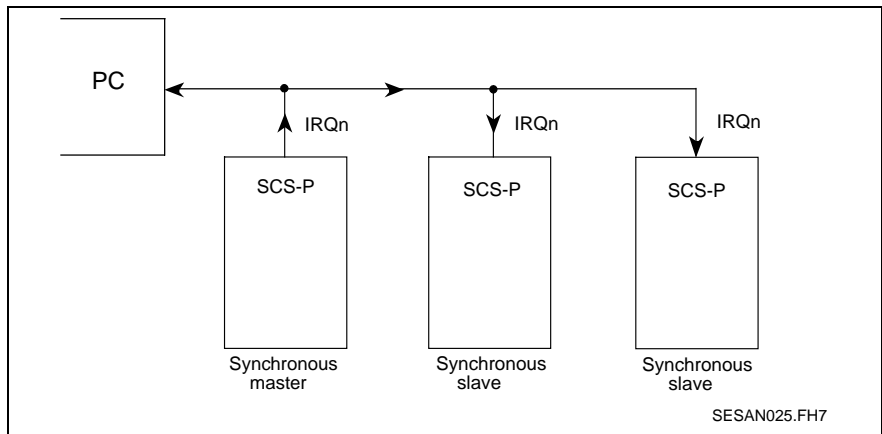 PC
IRQn
IRQn
IRQn
SCS-P
SCS-P
SCS-P
Synchronous
master
Synchronous
slave
Synchronous
slave
SESAN025.FH7